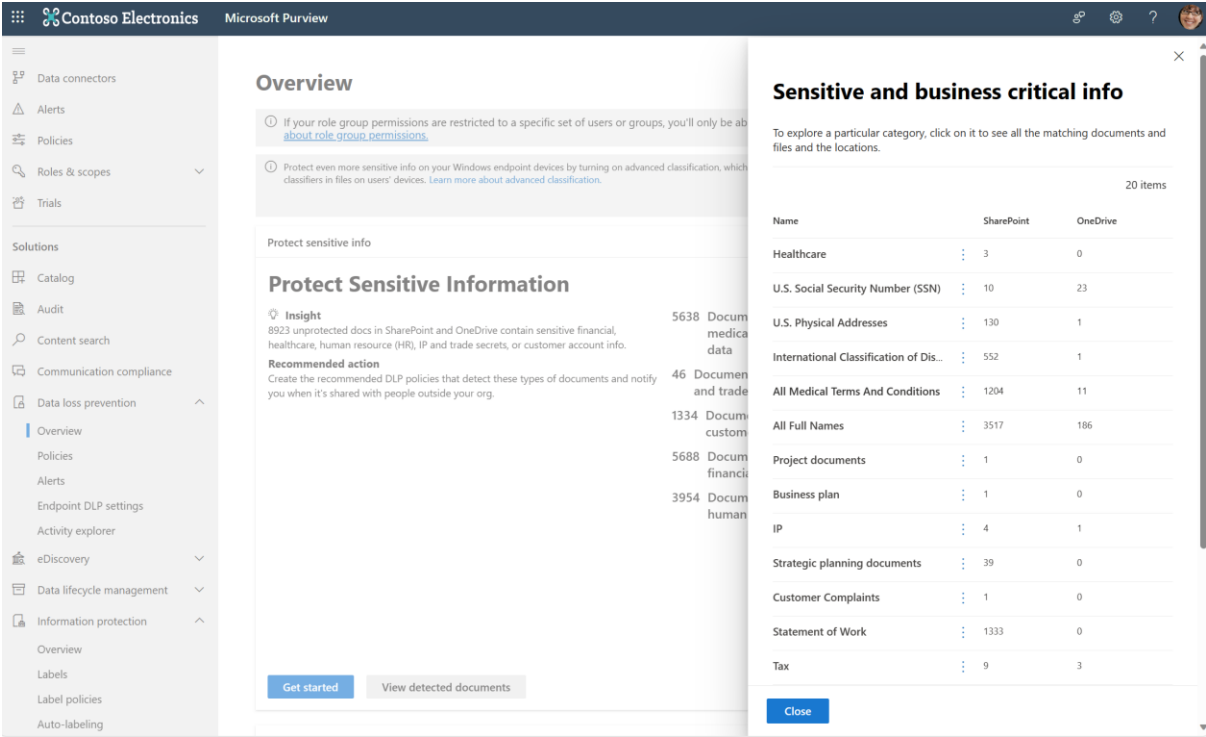 Contoso Electronics
Microsoft Purview
Data connectors
Alerts
Policies
Roles & scopes
Trials
Solutions
Catalog
Audit
Content search
Communication compliance
Data loss prevention
Overview
Policies
Alerts
Endpoint DLP settings
Activity explorer
eDiscovery
Data lifecycle management
Information protection
Overview
Labels
Label policies
Auto-labeling
Overview
If your role group permissions are restricted to a specific set of users or groups, you'll only be ab
about role group permissions.
Protect even more sensitive info on your Windows endpoint devices by turning on advanced classification, which
classifiers in files on users' devices. Learn more about advanced classification.
Protect sensitive info
Protect Sensitive Information
Insight
8923 unprotected docs in SharePoint and OneDrive contain sensitive financial,
healthcare, human resource (HR), IP and trade secrets, or customer account info.
Recommended action
Create the recommended DLP policies that detect these types of documents and notify
you when it's shared with people outside your org.
5638 Docum
medica
data
46 Documen
and trade
1334 Docum
custom
5688 Docum
financia
3954 Docum
human
Get started
View detected documents
Sensitive and business critical info
To explore a particular category, click on it to see all the matching documents and
files and the locations.
20 items
Name SharePoint OneDrive
Healthcare 3 0
U.S. Social Security Number (SSN) 10 23
U.S. Physical Addresses 130 1
International Classification of Dis... 552 1
All Medical Terms And Conditions 1204 11
All Full Names 3517 186
Project documents 1 0
Business plan 1 0
IP 4 1
Strategic planning documents 39 0
Customer Complaints 1 0
Statement of Work 1333 0
Tax 9 3
Close